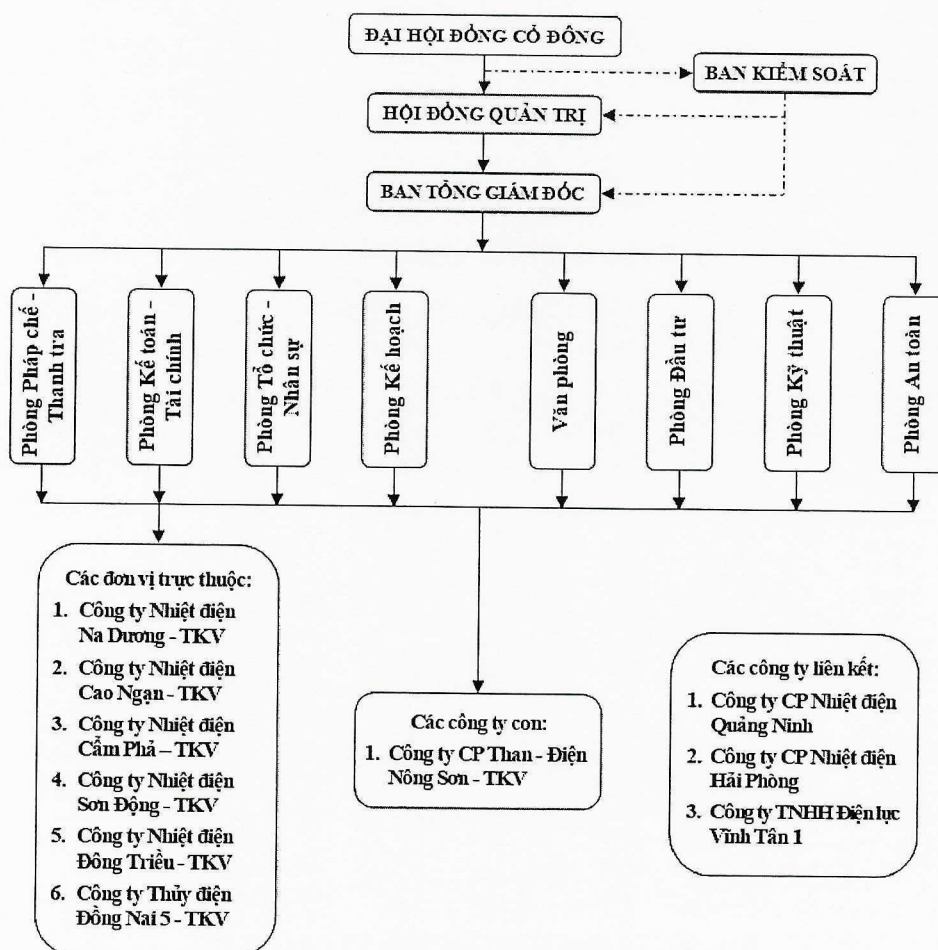 ĐẠI HỘI ĐỒNG CỔ ĐÔNG
BAN KIỂM SOÁT
HỘI ĐỒNG QUẢN TRỊ
BAN TỔNG GIÁM ĐỐC
Phòng Pháp chế -
Thanh tra
Phòng Kế toán -
Tài chính
Phòng Tổ chức -
Nhân sự
Phòng Kế hoạch
Văn phòng
Phòng Đầu tư
Phòng Kỹ thuật
Phòng An toàn
Các đơn vị trực thuộc:
1. Công ty Nhiệt điện
Na Dương - TKV
2. Công ty Nhiệt điện
Cao Ngạn - TKV
3. Công ty Nhiệt điện
Cẩm Phả – TKV
4. Công ty Nhiệt điện
Sơn Động - TKV
5. Công ty Nhiệt điện
Đông Triều - TKV
6. Công ty Thủy điện
Đồng Nai 5 - TKV
Các công ty con:
1. Công ty CP Than - Điện
Nông Sơn - TKV
Các công ty liên kết:
1. Công ty CP Nhiệt điện
Quảng Ninh
2. Công ty CP Nhiệt điện
Hải Phòng
3. Công ty TNHH Điện lực
Vĩnh Tân 1